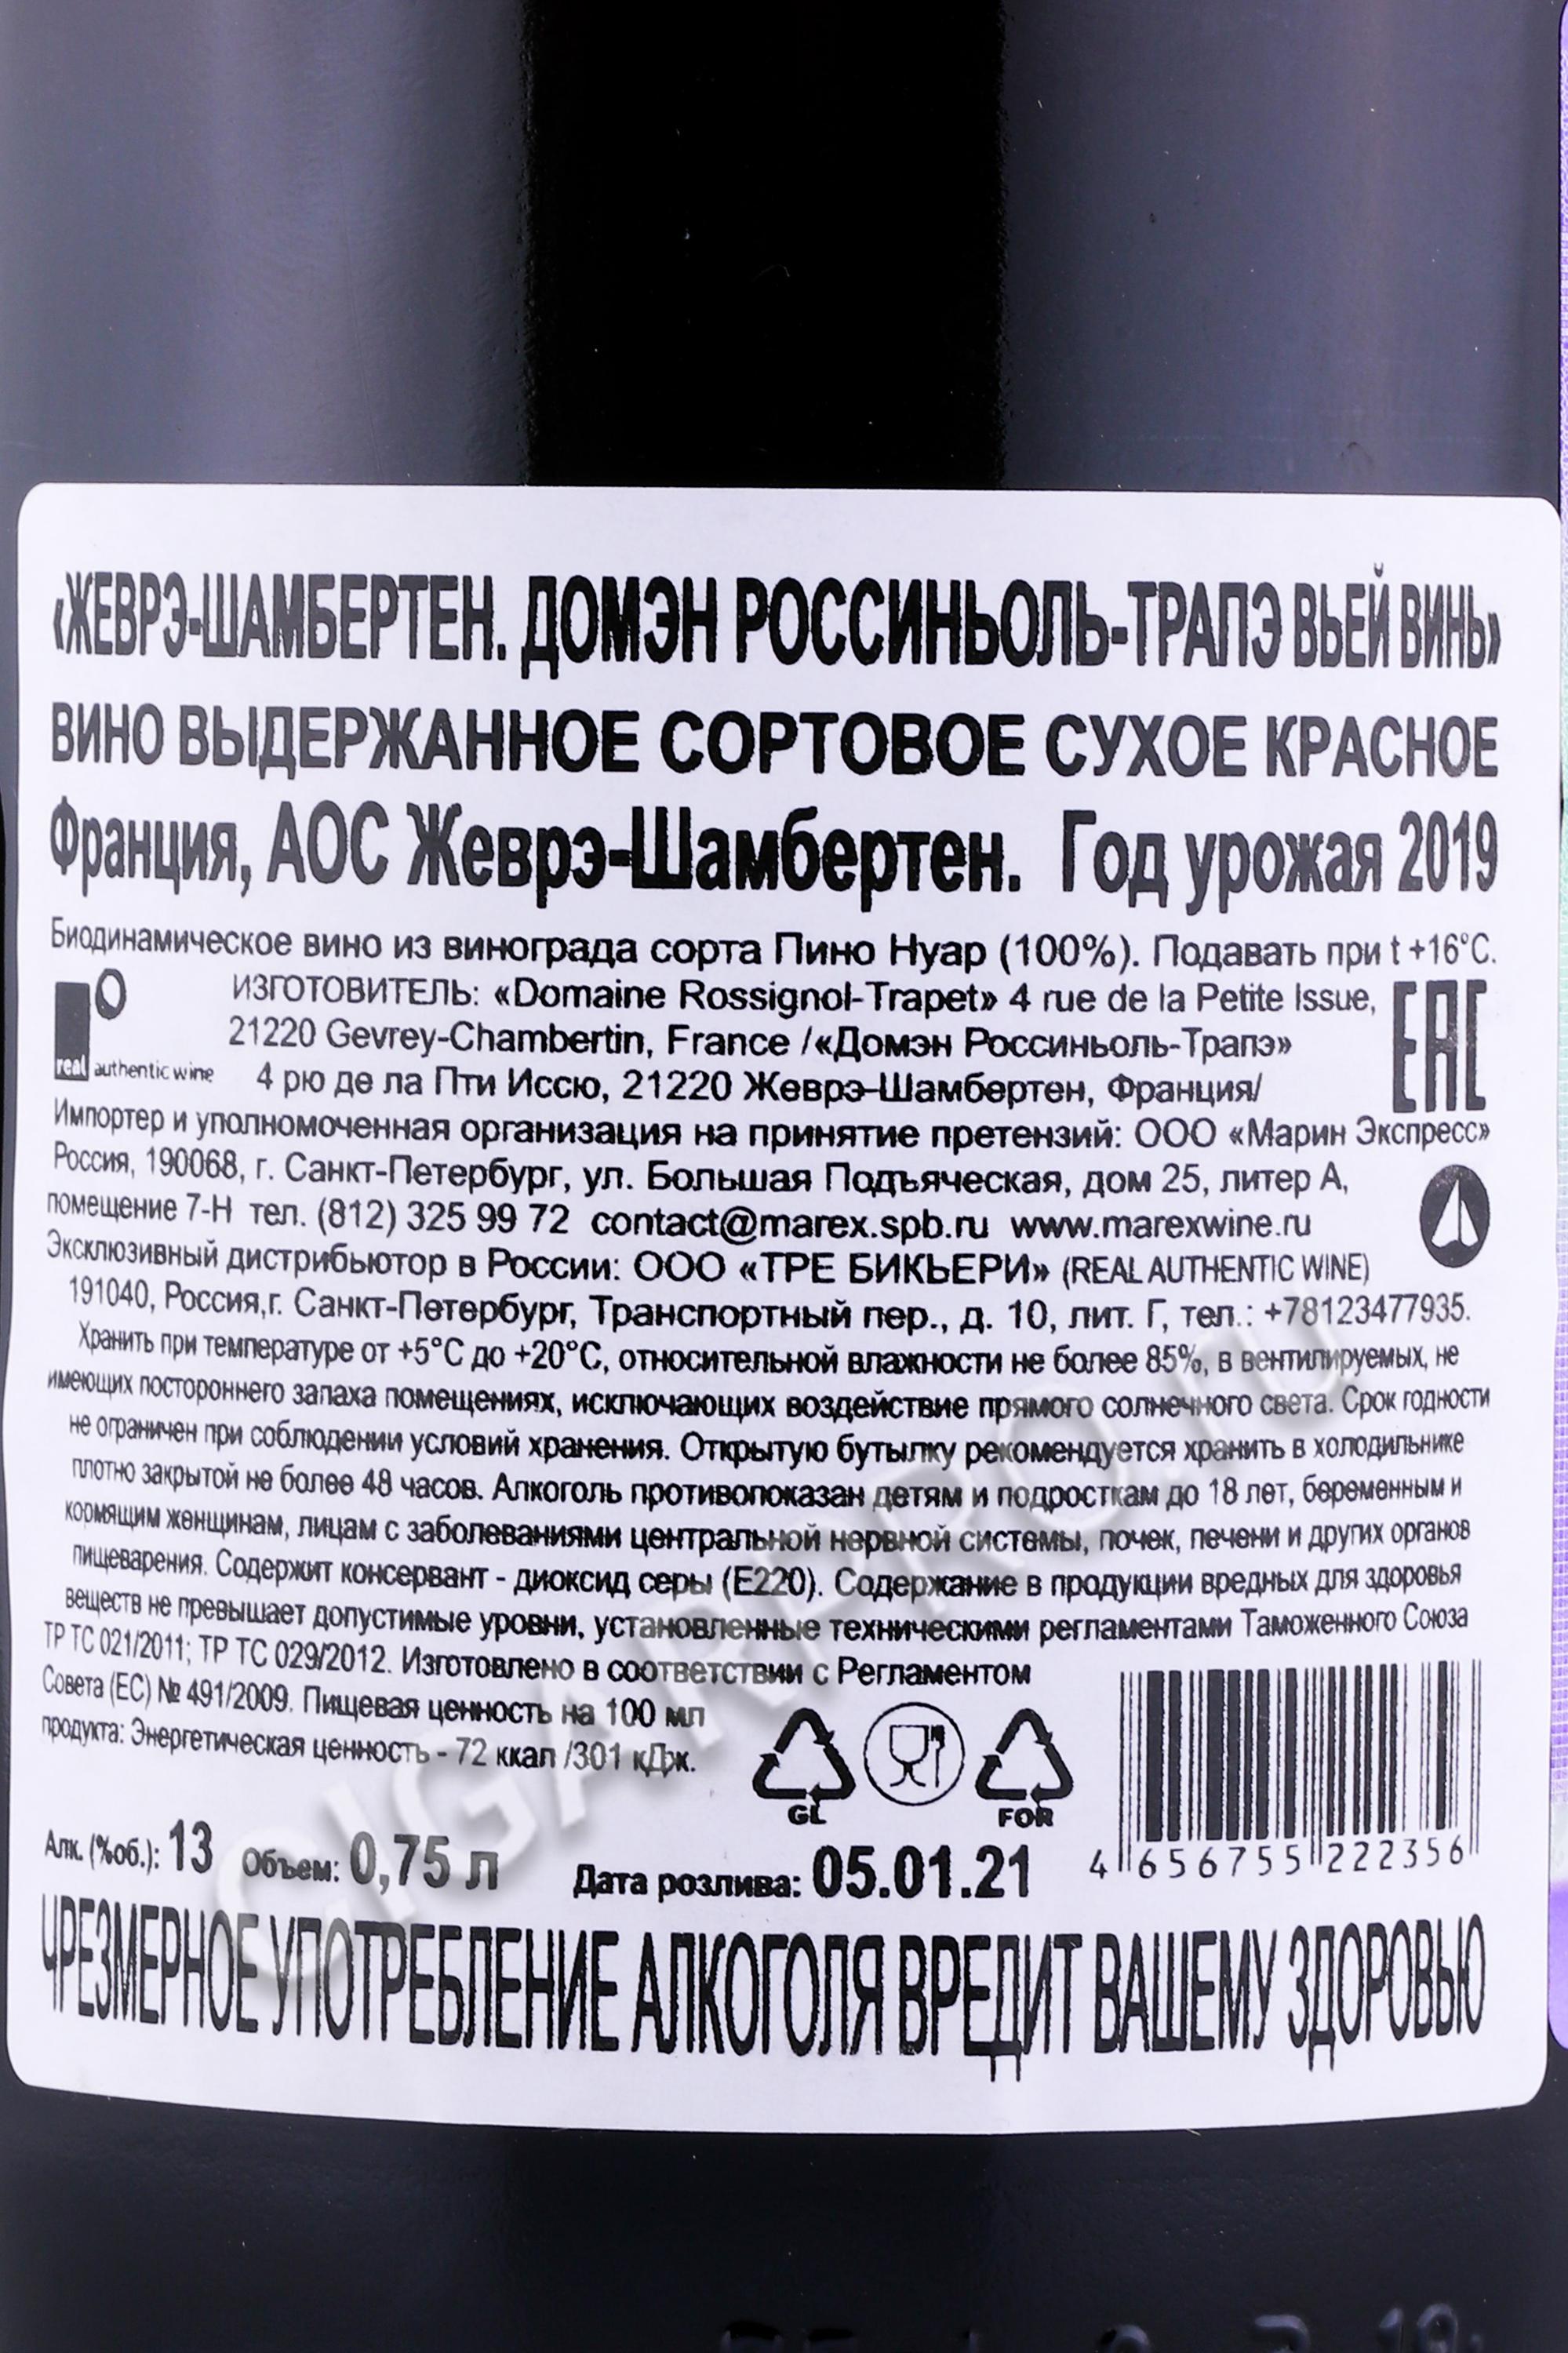 «ЖЕВРЭ-ШАМБЕРТЕН. ДОМЭН РОССИНЬОЛЬ-ТРАПЭ ВЬЕЙ ВИНЬ»
ВИНО ВЫДЕРЖАННОЕ СОРТОВОЕ СУХОЕ КРАСНОЕ
Франция, АОС Жеврэ-Шамбертен. Год урожая 2019
Биодинамическое вино из винограда сорта Пино Нуар (100%). Подавать при t +16°C.
ИЗГОТОВИТЕЛЬ: «Domaine Rossignol-Trapet» 4 rue de la Petite Issue,
21220 Gevrey-Chambertin, France /«Домэн Россиньоль-Трапэ»
real authentic wine
4 рю де ла Пти Иссю, 21220 Жеврэ-Шамбертен, Франция/
EAC
Импортер и уполномоченная организация на принятие претензий: ООО «Марин Экспресс»
Россия, 190068, г. Санкт-Петербург, ул. Большая Подъяческая, дом 25, литер А,
помещение 7-Н тел. (812) 325 99 72 contact@marex.spb.ru www.marexwine.ru
Эксклюзивный дистрибьютор в России: ООО «ТРЕ БИКЬЕРИ» (REAL AUTHENTIC WINE)
191040, Россия,г. Санкт-Петербург, Транспортный пер., д. 10, лит. Г, тел.: +78123477935.
Хранить при температуре от +5°C до +20°C, относительной влажности не более 85%, в вентилируемых, не
имеющих постороннего запаха помещениях, исключающих воздействие прямого солнечного света. Срок годности
не ограничен при соблюдении условий хранения. Открытую бутылку рекомендуется хранить в холодильнике
плотно закрытой не более 48 часов. Алкоголь противопоказан детям и подросткам до 18 лет, беременным и
кормящим женщинам, лицам с заболеваниями центральной нервной системы, почек, печени и других органов
пищеварения. Содержит консервант - диоксид серы (E220). Содержание в продукции вредных для здоровья
веществ не превышает допустимые уровни, установленные техническими регламентами Таможенного Союза
ТР ТС 021/2011; ТР ТС 029/2012. Изготовлено в соответствии с Регламентом
Совета (ЕС) № 491/2009. Пищевая ценность на 100 мл
продукта: Энергетическая ценность - 72 ккал /301 кДж.
GL FOR
Алк. (%об.): 13 Объем: 0,75 л Дата розлива: 05.01.21
4 656755 222356
ЧРЕЗМЕРНОЕ УПОТРЕБЛЕНИЕ АЛКОГОЛЯ ВРЕДИТ ВАШЕМУ ЗДОРОВЬЮ
CIGARPRO.RU